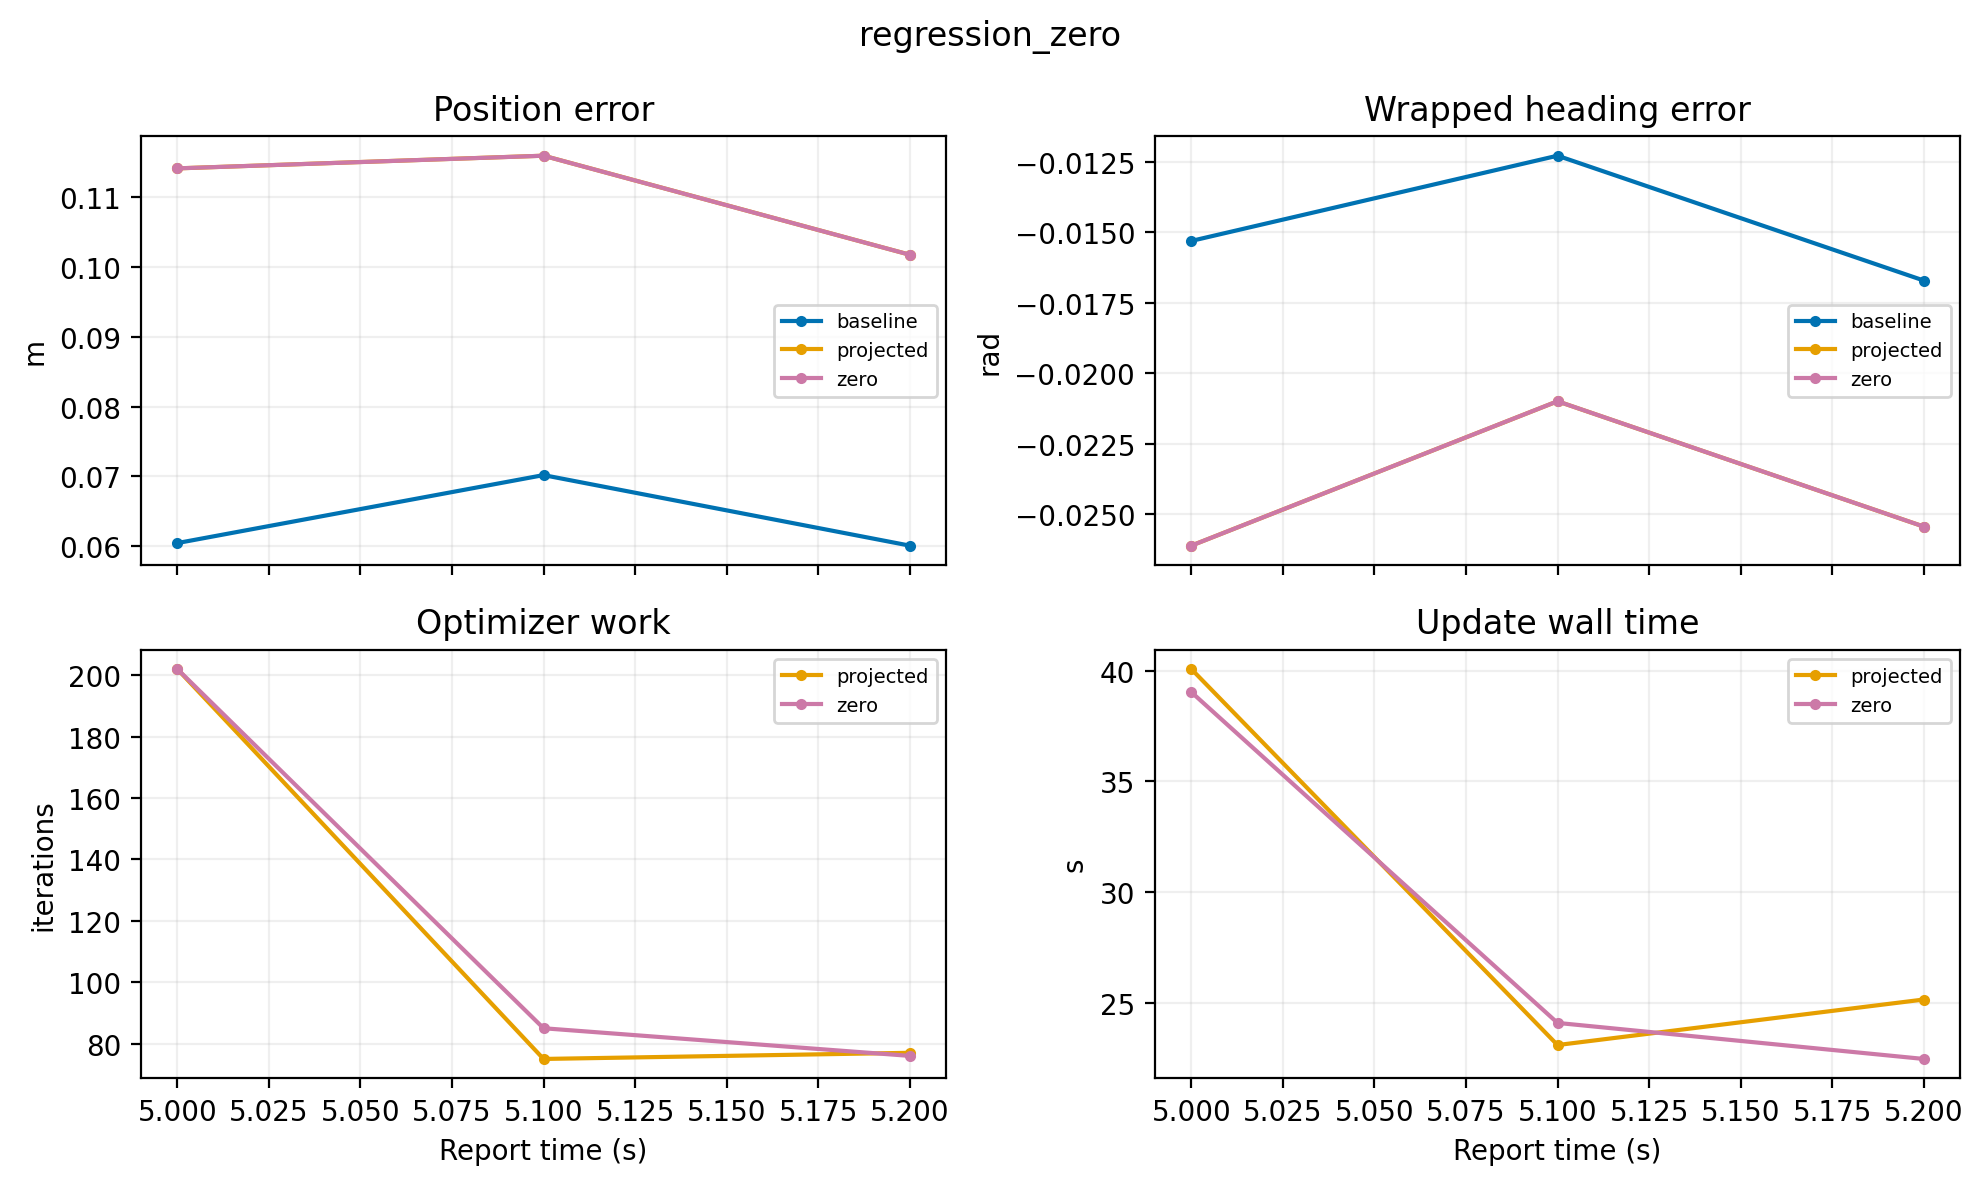 regression_zero
Position error
0.11
0.10
0.09
0.08
0.07
0.06
m
baseline
projected
zero
Wrapped heading error
−0.0125
−0.0150
−0.0175
−0.0200
−0.0225
−0.0250
rad
baseline
projected
zero
Optimizer work
200
180
160
140
120
100
80
iterations
projected
zero
5.000 5.025 5.050 5.075 5.100 5.125 5.150 5.175 5.200
Report time (s)
Update wall time
40
35
30
25
s
projected
zero
5.000 5.025 5.050 5.075 5.100 5.125 5.150 5.175 5.200
Report time (s)